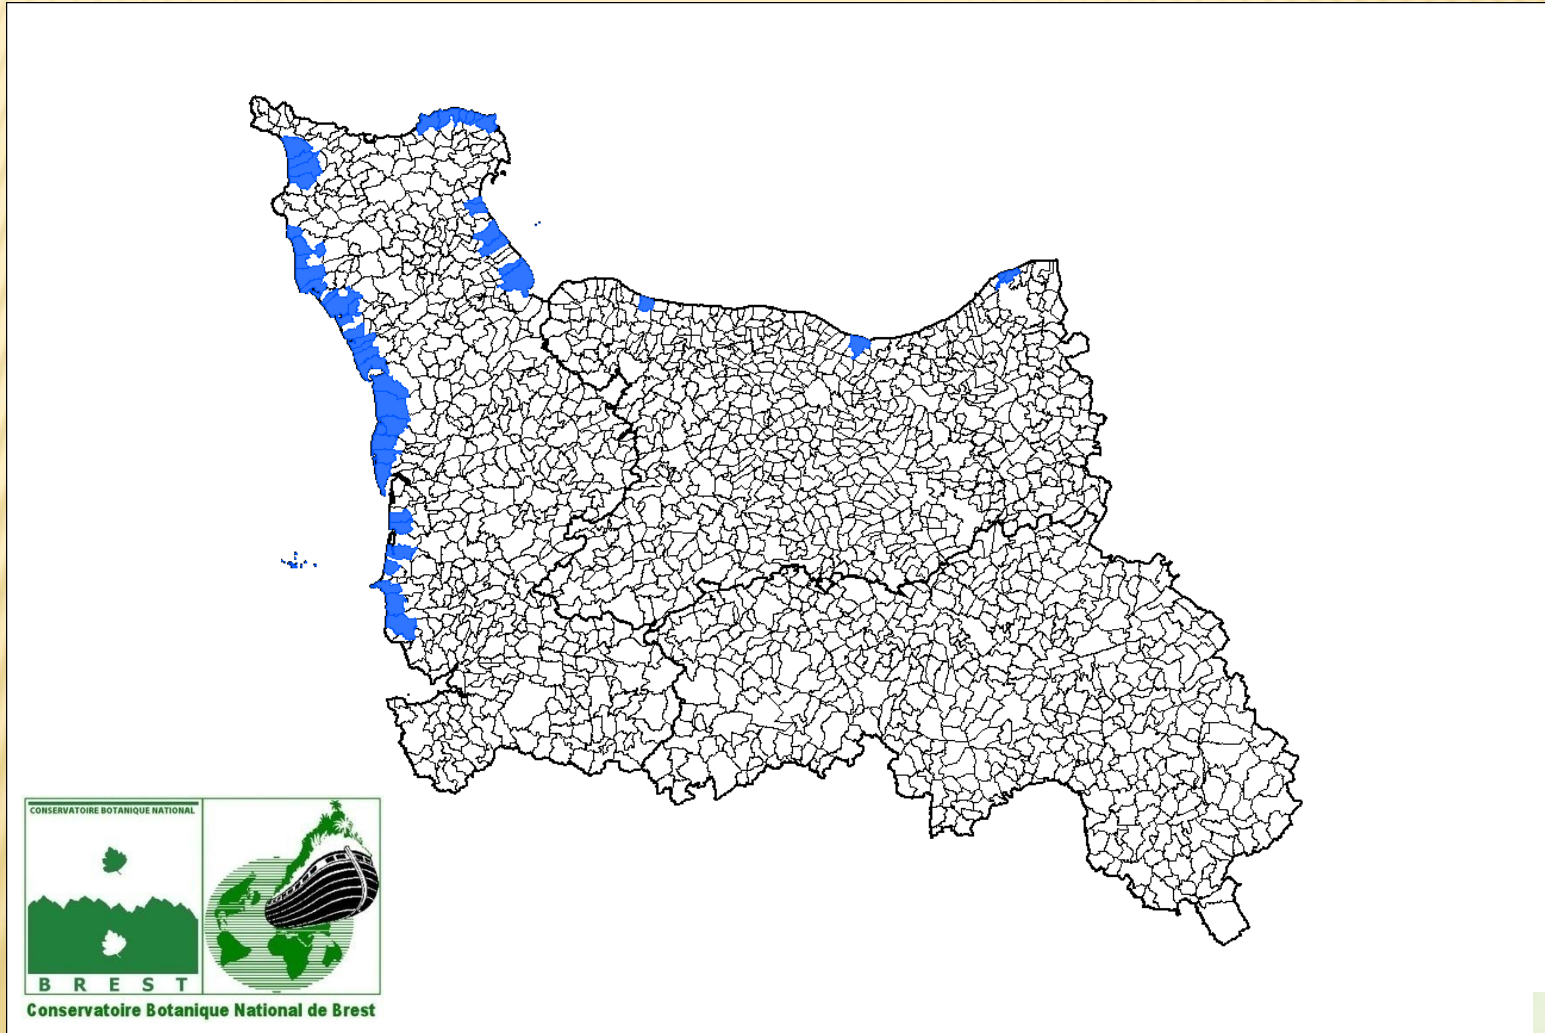 CONSERVATOIRE BOTANIQUE NATIONAL
B R E S T
Conservatoire Botanique National de Brest